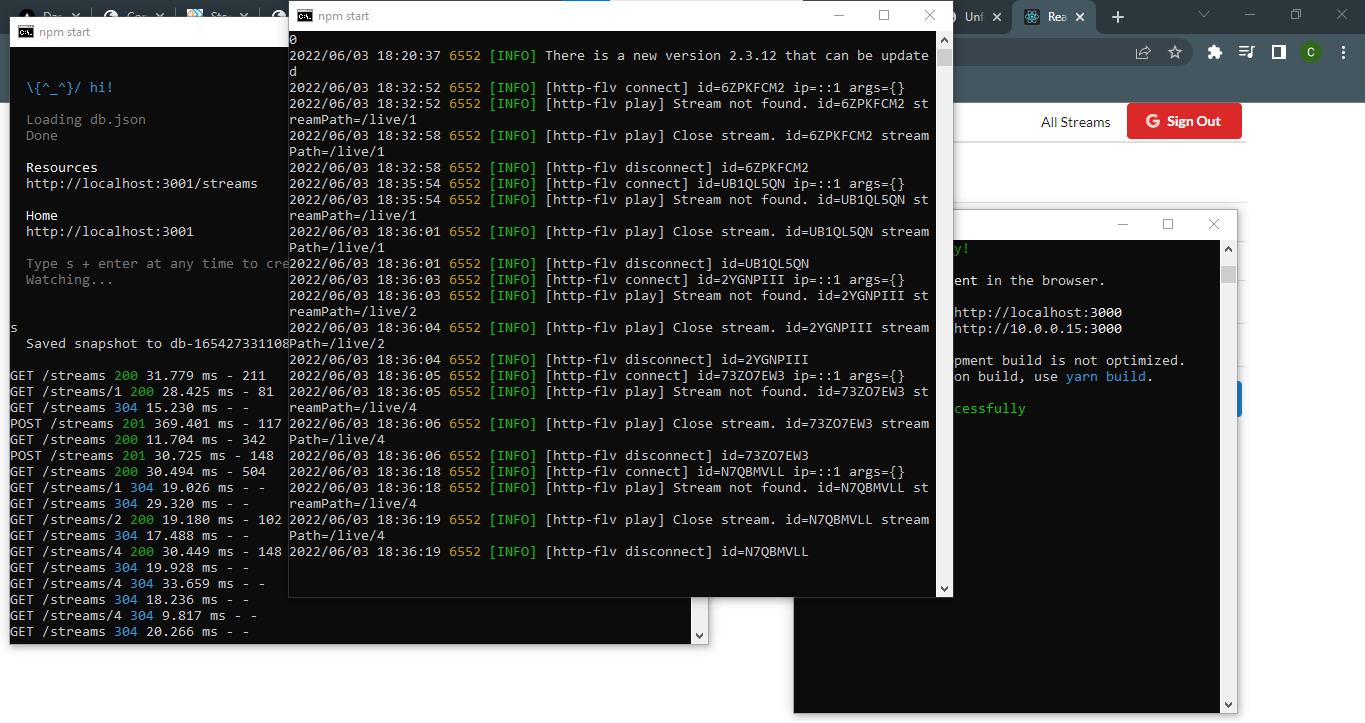 Unf
Rea
C
All Streams
G Sign Out
npm start
\{^_^}/ hi!
Loading db.json
Done
Resources
http://localhost:3001/streams
Home
http://localhost:3001
Type s + enter at any time to cre
Watching...
s
Saved snapshot to db-165427331108
GET /streams 200 31.779 ms - 211
GET /streams/1 200 28.425 ms - 81
GET /streams 304 15.230 ms - -
POST /streams 201 369.401 ms - 117
GET /streams 200 11.704 ms - 342
POST /streams 201 30.725 ms - 148
GET /streams 200 30.494 ms - 504
GET /streams/1 304 19.026 ms - -
GET /streams 304 29.320 ms - -
GET /streams/2 200 19.180 ms - 102
GET /streams 304 17.488 ms - -
GET /streams/4 200 30.449 ms - 148
GET /streams 304 19.928 ms - -
GET /streams/4 304 33.659 ms - -
GET /streams 304 18.236 ms - -
GET /streams/4 304 9.817 ms - -
GET /streams 304 20.266 ms - -
npm start
0
2022/06/03 18:20:37 6552 [INFO] There is a new version 2.3.12 that can be update
d
2022/06/03 18:32:52 6552 [INFO] [http-flv connect] id=6ZPKFCM2 ip=::1 args={}
2022/06/03 18:32:52 6552 [INFO] [http-flv play] Stream not found. id=6ZPKFCM2 st
reamPath=/live/1
2022/06/03 18:32:58 6552 [INFO] [http-flv play] Close stream. id=6ZPKFCM2 stream
Path=/live/1
2022/06/03 18:32:58 6552 [INFO] [http-flv disconnect] id=6ZPKFCM2
2022/06/03 18:35:54 6552 [INFO] [http-flv connect] id=UB1QL5QN ip=::1 args={}
2022/06/03 18:35:54 6552 [INFO] [http-flv play] Stream not found. id=UB1QL5QN st
reamPath=/live/1
2022/06/03 18:36:01 6552 [INFO] [http-flv play] Close stream. id=UB1QL5QN stream
Path=/live/1
2022/06/03 18:36:01 6552 [INFO] [http-flv disconnect] id=UB1QL5QN
2022/06/03 18:36:03 6552 [INFO] [http-flv connect] id=2YGNPIII ip=::1 args={}
2022/06/03 18:36:03 6552 [INFO] [http-flv play] Stream not found. id=2YGNPIII st
reamPath=/live/2
2022/06/03 18:36:04 6552 [INFO] [http-flv play] Close stream. id=2YGNPIII stream
Path=/live/2
2022/06/03 18:36:04 6552 [INFO] [http-flv disconnect] id=2YGNPIII
2022/06/03 18:36:05 6552 [INFO] [http-flv connect] id=73ZO7EW3 ip=::1 args={}
2022/06/03 18:36:05 6552 [INFO] [http-flv play] Stream not found. id=73ZO7EW3 st
reamPath=/live/4
2022/06/03 18:36:06 6552 [INFO] [http-flv play] Close stream. id=73ZO7EW3 stream
Path=/live/4
2022/06/03 18:36:06 6552 [INFO] [http-flv disconnect] id=73ZO7EW3
2022/06/03 18:36:18 6552 [INFO] [http-flv connect] id=N7QBMVLL ip=::1 args={}
2022/06/03 18:36:18 6552 [INFO] [http-flv play] Stream not found. id=N7QBMVLL st
reamPath=/live/4
2022/06/03 18:36:19 6552 [INFO] [http-flv play] Close stream. id=N7QBMVLL stream
Path=/live/4
2022/06/03 18:36:19 6552 [INFO] [http-flv disconnect] id=N7QBMVLL
y!
ent in the browser.
http://localhost:3000
http://10.0.0.15:3000
pment build is not optimized.
on build, use yarn build.
ccessfully